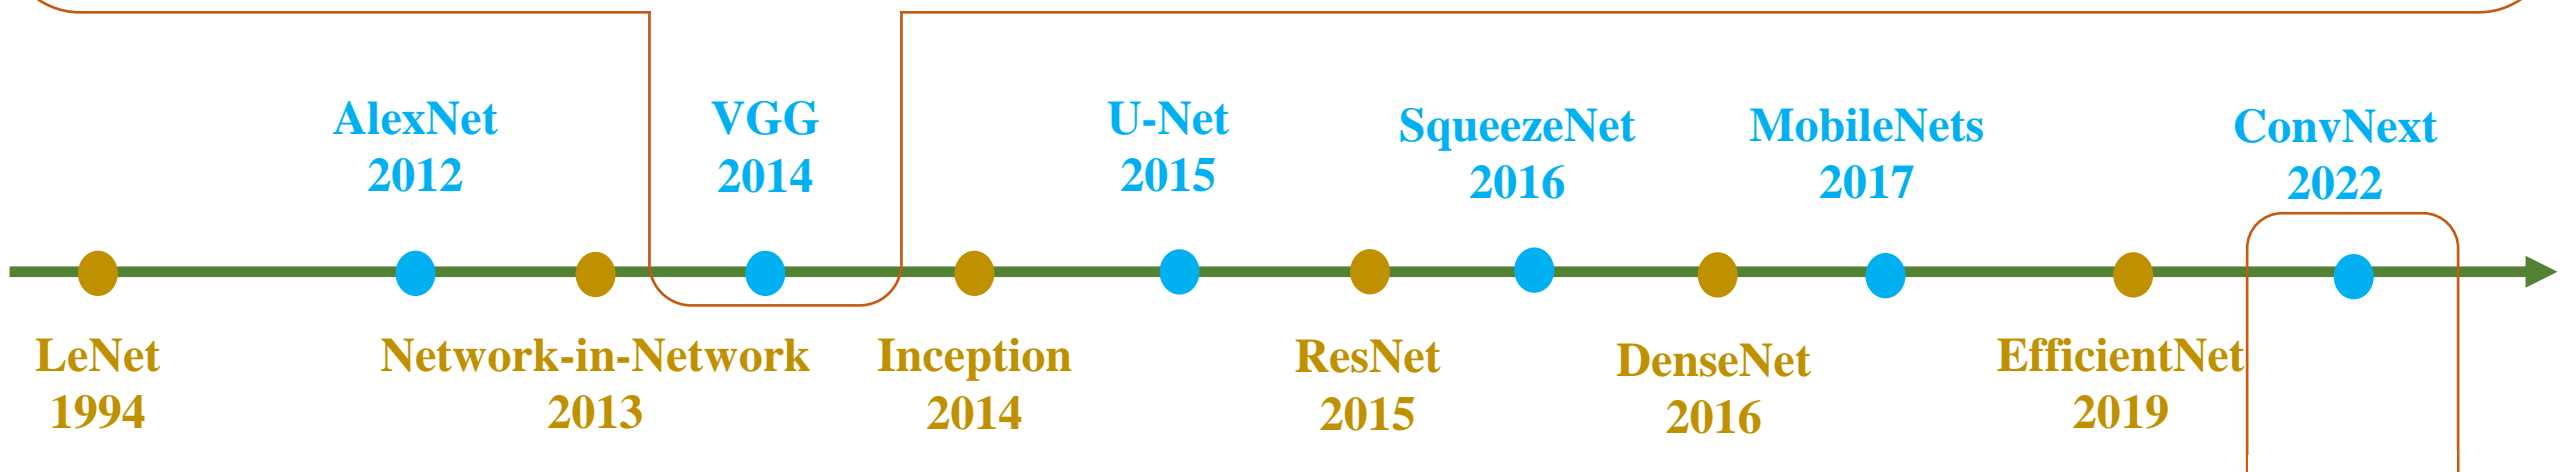 AlexNet
2012
VGG
2014
U-Net
2015
SqueezeNet
2016
MobileNets
2017
ConvNext
2022
LeNet
1994
Network-in-Network
2013
Inception
2014
ResNet
2015
DenseNet
2016
EfficientNet
2019